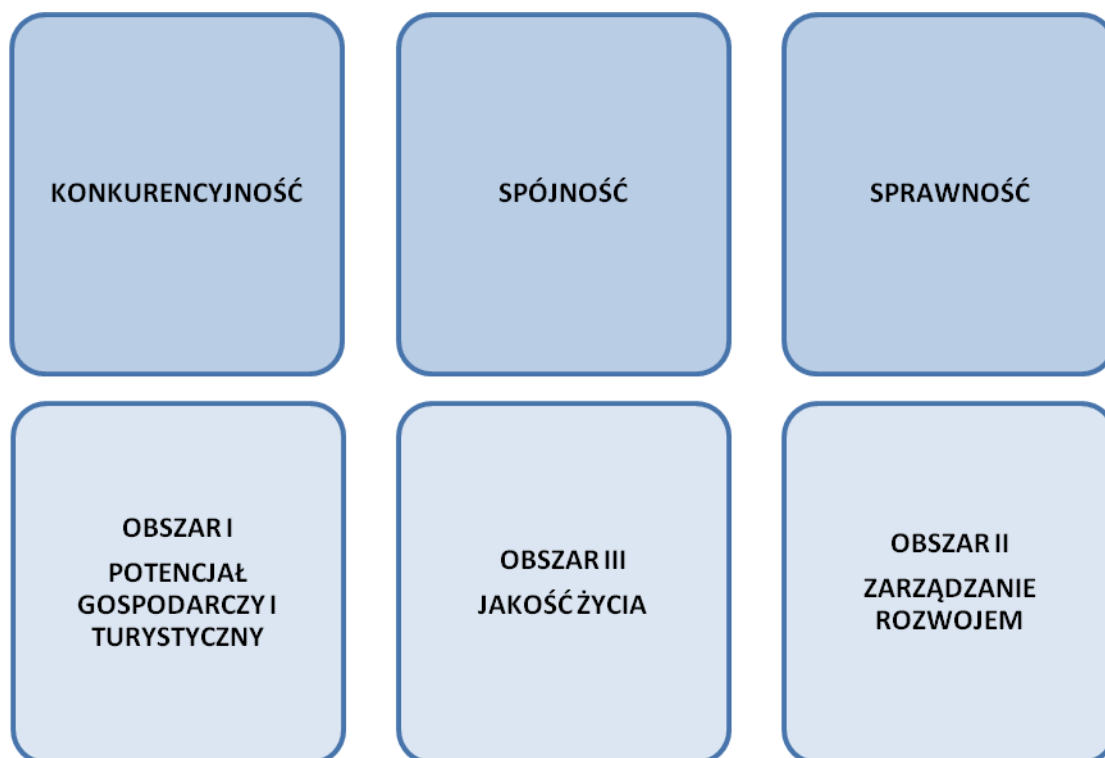 KONKURENCYJNOŚĆ
SPÓJNOŚĆ
SPRAWNOŚĆ
OBSZAR I
POTENCJAŁ
GOSPODARCZY I
TURYSTYCZNY
OBSZAR III
JAKOŚĆ ŻYCIA
OBSZAR II
ZARZĄDZANIE
ROZWOJEM